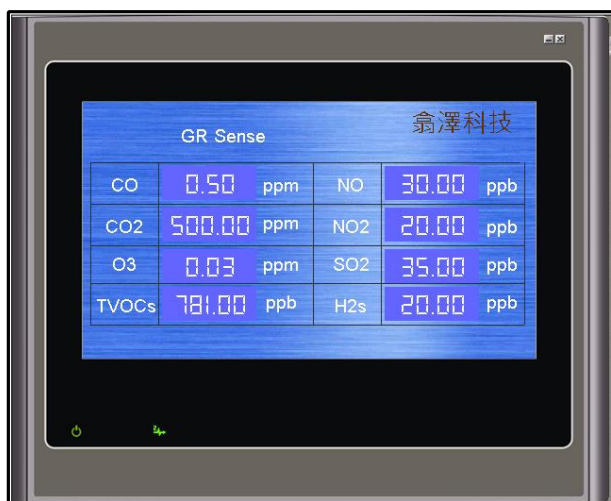 翕澤科技
GR Sense
CO 0.50 ppm NO 30.00 ppb
CO2 500.00 ppm NO2 20.00 ppb
O3 0.03 ppm SO2 35.00 ppb
TVOCs 781.00 ppb H2s 20.00 ppb